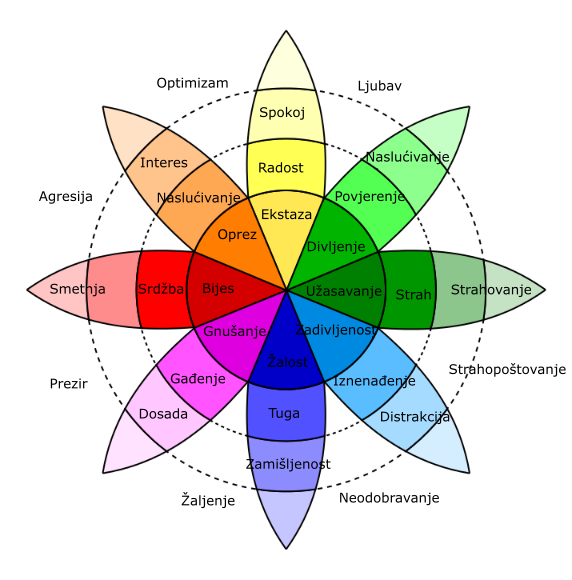 Optimizam
Ljubav
Spokoj
Interes
Naslućivanje
Radost
Agresija
Naslućivanje
Povjerenje
Ekstaza
Oprez
Divljenje
Smetnja
Srdžba
Bijes
Užasavanje
Strah
Strahovanje
Gnušanje
Zadivljenost
Žalost
Strahopoštovanje
Prezir
Gađenje
Iznenađenje
Dosada
Tuga
Distrakcija
Zamišljenost
Žaljenje
Neodobravanje